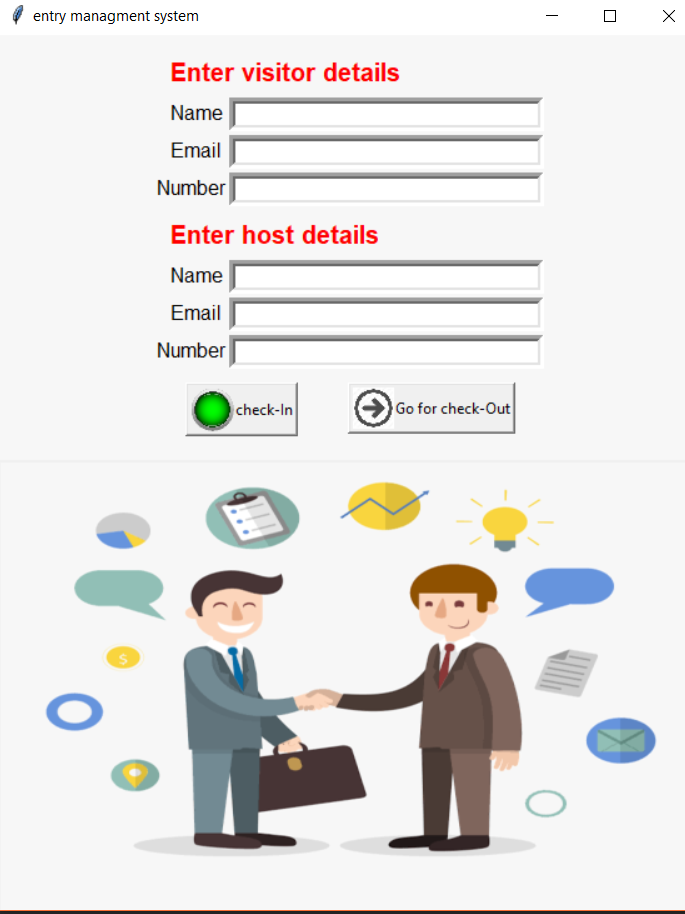 entry managment system
Enter visitor details
Name
Email
Number
Enter host details
Name
Email
Number
check-In
Go for check-Out
$